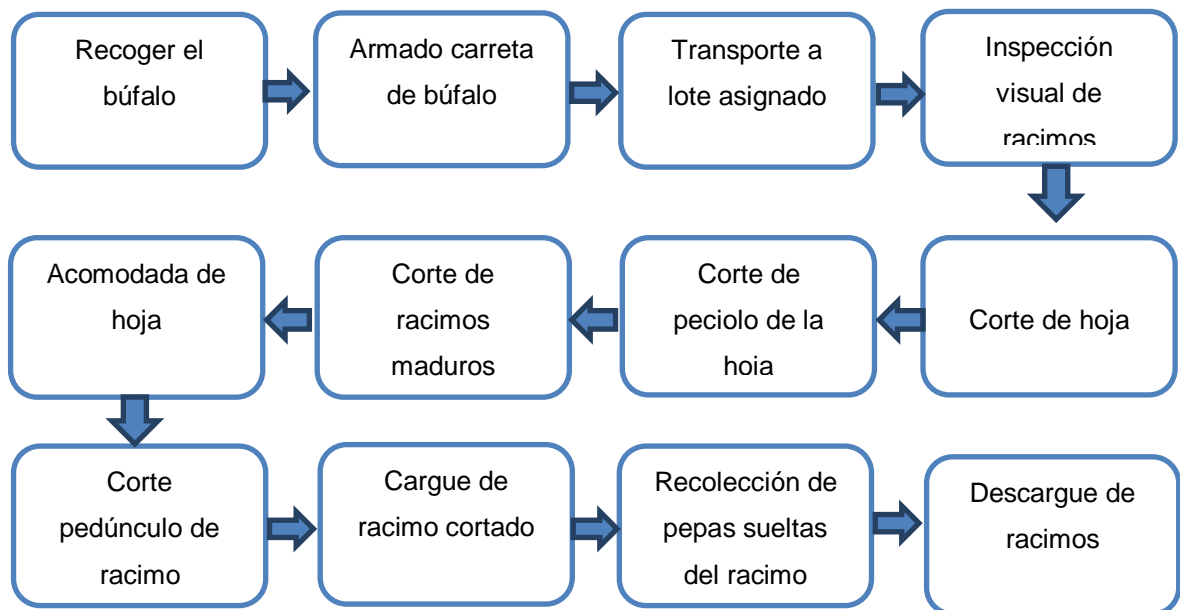 Recoger el
búfalo
Armado carreta
de búfalo
Transporte a
lote asignado
Inspección
visual de
racimos
Corte de hoja
Corte de
peciolo de la
hoja
Corte de
racimos
maduros
Acomodada de
hoja
Corte
pedúnculo de
racimo
Cargue de
racimo cortado
Recolección de
pepas sueltas
del racimo
Descargue de
racimos